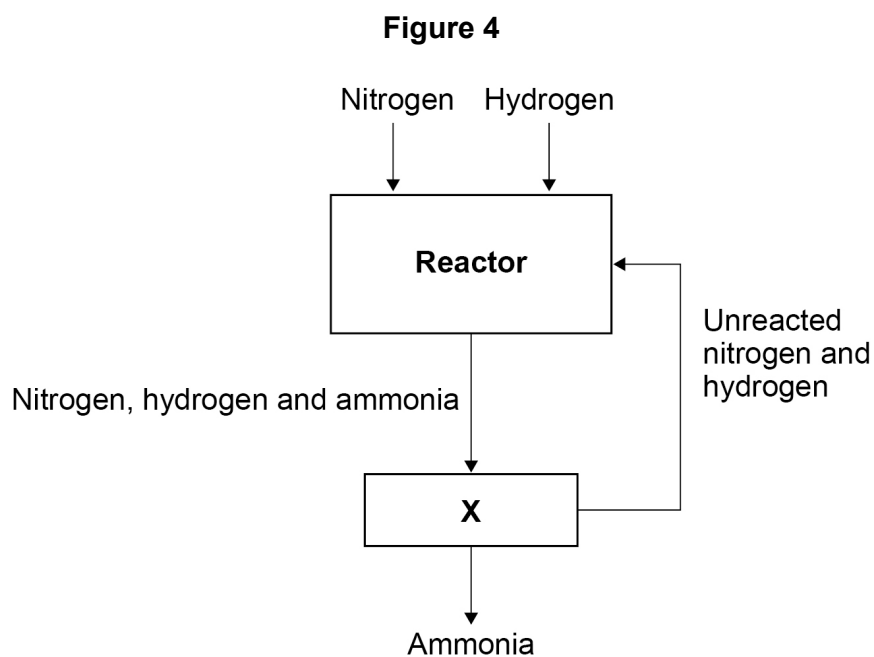 Figure 4
Nitrogen Hydrogen
Reactor
Unreacted
nitrogen and
hydrogen
Nitrogen, hydrogen and ammonia
X
Ammonia